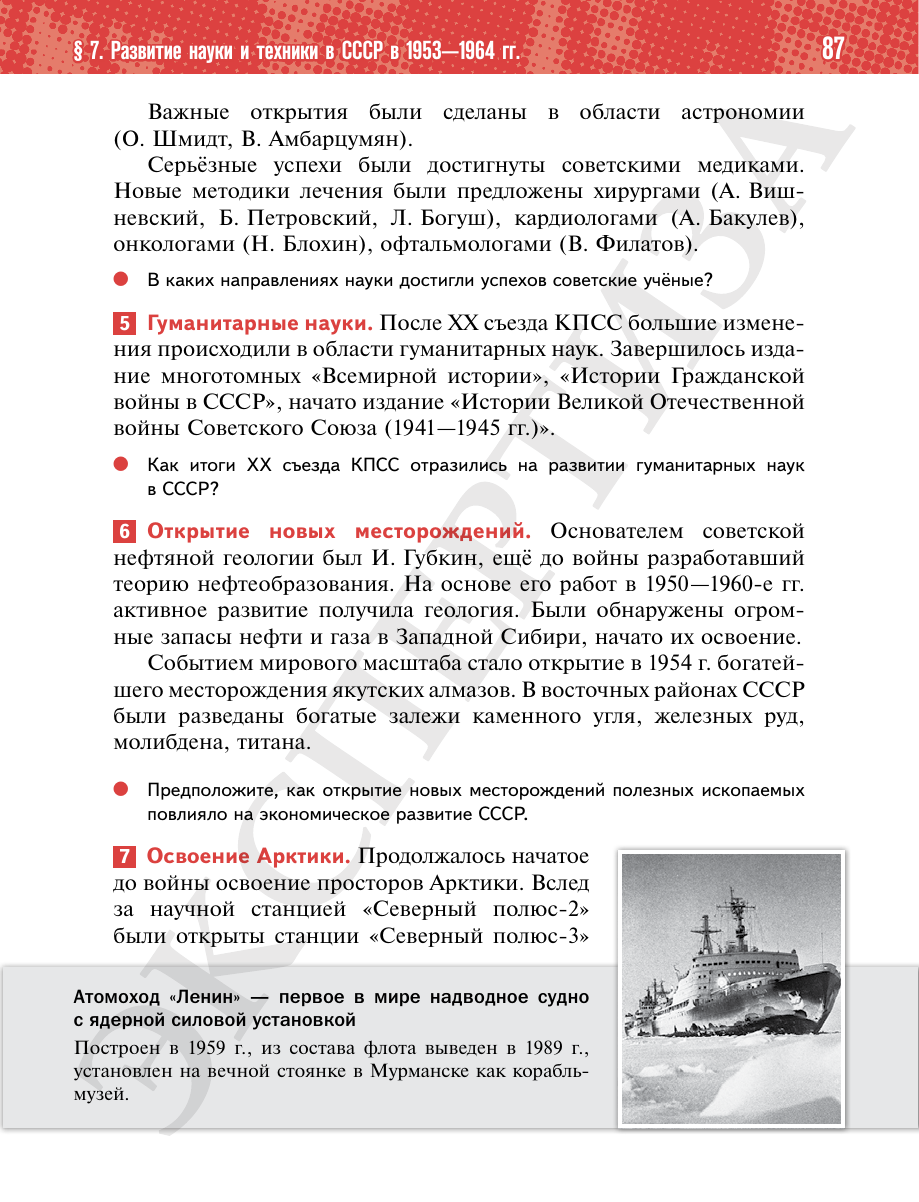 § 7. Развитие науки и техники в СССР в 1953—1964 гг.
87
Важные открытия были сделаны в области астрономии
(О. Шмидт, В. Амбарцумян).
Серьёзные успехи были достигнуты советскими медиками.
Новые методики лечения были предложены хирургами (А. Виш-
невский, Б. Петровский, Л. Богуш), кардиологами (А. Бакулев),
онкологами (Н. Блохин), офтальмологами (В. Филатов).
● В каких направлениях науки достигли успехов советские учёные?
5 Гуманитарные науки. После XX съезда КПСС большие измене-
ния происходили в области гуманитарных наук. Завершилось изда-
ние многотомных «Всемирной истории», «Истории Гражданской
войны в СССР», начато издание «Истории Великой Отечественной
войны Советского Союза (1941—1945 гг.)».
● Как итоги XX съезда КПСС отразились на развитии гуманитарных наук
в СССР?
6 Открытие новых месторождений. Основателем советской
нефтяной геологии был И. Губкин, ещё до войны разработавший
теорию нефтеобразования. На основе его работ в 1950—1960-е гг.
активное развитие получила геология. Были обнаружены огром-
ные запасы нефти и газа в Западной Сибири, начато их освоение.
Событием мирового масштаба стало открытие в 1954 г. богатей-
шего месторождения якутских алмазов. В восточных районах СССР
были разведаны богатые залежи каменного угля, железных руд,
молибдена, титана.
● Предположите, как открытие новых месторождений полезных ископаемых
повлияло на экономическое развитие СССР.
7 Освоение Арктики. Продолжалось начатое
до войны освоение просторов Арктики. Вслед
за научной станцией «Северный полюс-2»
были открыты станции «Северный полюс-3»
Атомоход «Ленин» — первое в мире надводное судно
с ядерной силовой установкой
Построен в 1959 г., из состава флота выведен в 1989 г.,
установлен на вечной стоянке в Мурманске как корабль-
музей.
ЭКСПЕРТИЗА